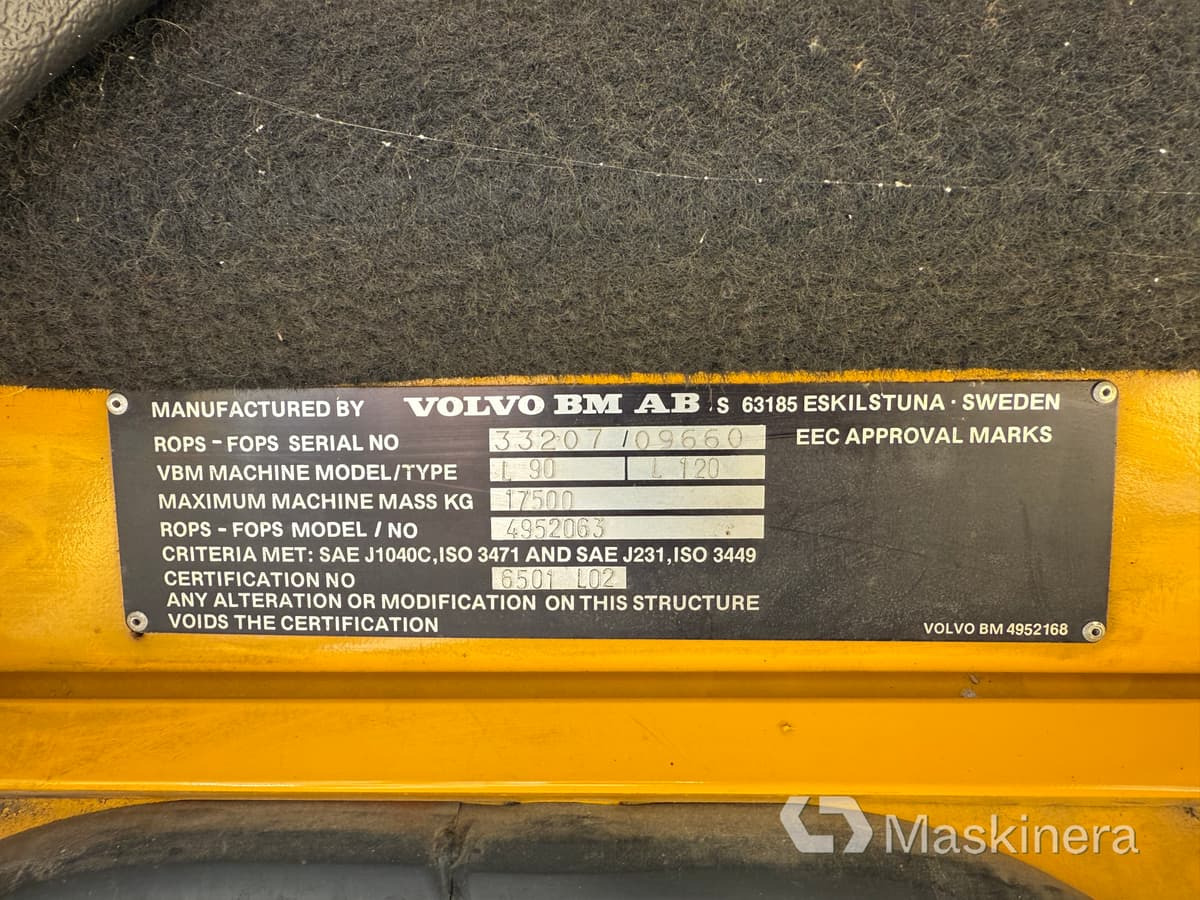 MANUFACTURED BY VOLVO BM AB S 63185 ESKILSTUNA · SWEDEN
ROPS - FOPS SERIAL NO 33207/09660 EEC APPROVAL MARKS
VBM MACHINE MODEL/TYPE L 90 L 120
MAXIMUM MACHINE MASS KG 17500
ROPS - FOPS MODEL / NO 4952063
CRITERIA MET: SAE J1040C, ISO 3471 AND SAE J231, ISO 3449
CERTIFICATION NO 6501 L02
ANY ALTERATION OR MODIFICATION ON THIS STRUCTURE
VOIDS THE CERTIFICATION
VOLVO BM 4952168
Maskinera